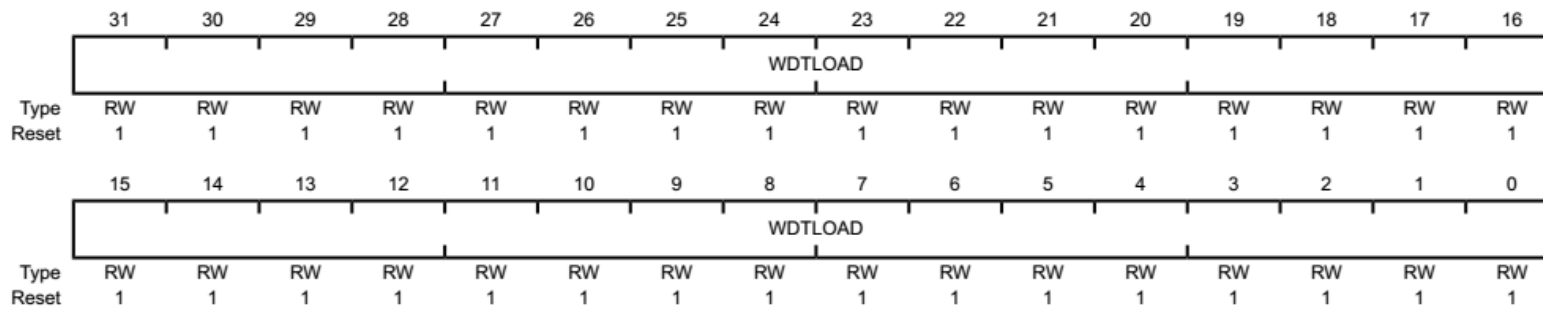 31 30 29 28 27 26 25 24 23 22 21 20 19 18 17 16
WDTLOAD
Type RW RW RW RW RW RW RW RW RW RW RW RW RW RW RW RW
Reset 1 1 1 1 1 1 1 1 1 1 1 1 1 1 1 1
15 14 13 12 11 10 9 8 7 6 5 4 3 2 1 0
WDTLOAD
Type RW RW RW RW RW RW RW RW RW RW RW RW RW RW RW RW
Reset 1 1 1 1 1 1 1 1 1 1 1 1 1 1 1 1